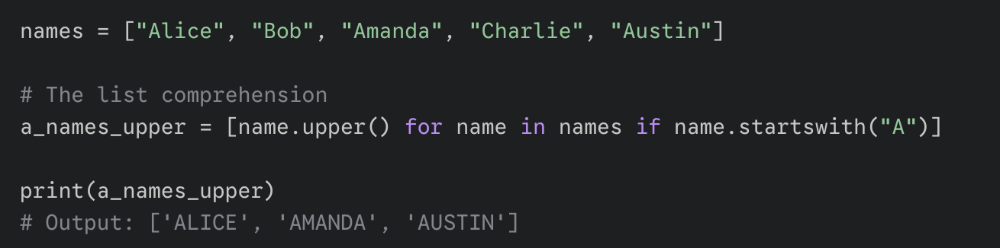 names = ["Alice", "Bob", "Amanda", "Charlie", "Austin"]
# The list comprehension
a_names_upper = [name.upper() for name in names if name.startswith("A")]
print(a_names_upper)
# Output: ['ALICE', 'AMANDA', 'AUSTIN']